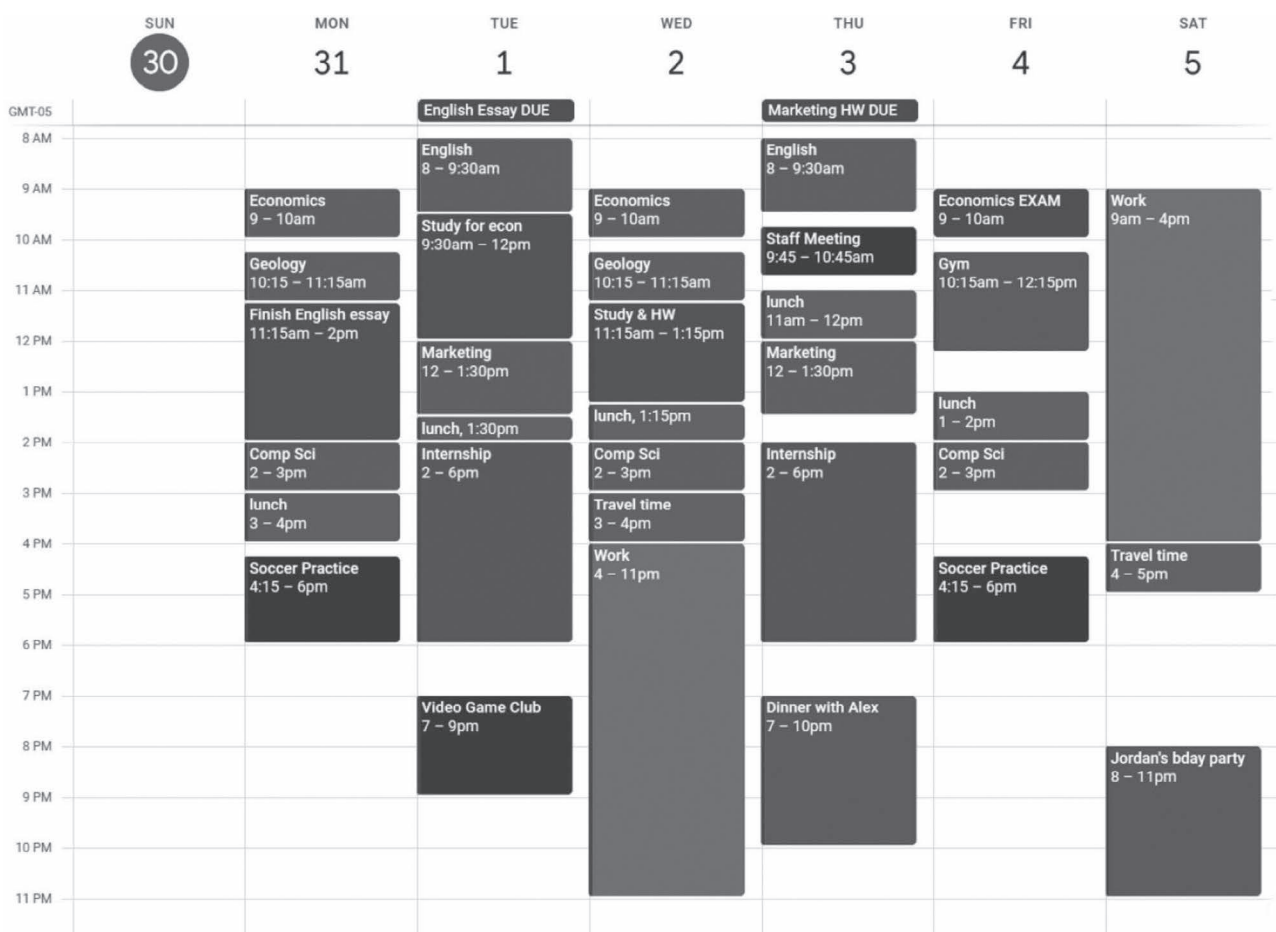 SUN MON TUE WED THU FRI SAT
30 31 1 2 3 4 5
GMT-05
English Essay DUE
Marketing HW DUE
8 AM
9 AM
10 AM
11 AM
12 PM
1 PM
2 PM
3 PM
4 PM
5 PM
6 PM
7 PM
8 PM
9 PM
10 PM
11 PM
Economics
9 – 10am
Geology
10:15 – 11:15am
Finish English essay
11:15am – 2pm
Comp Sci
2 – 3pm
lunch
3 – 4pm
Soccer Practice
4:15 – 6pm
English
8 – 9:30am
Study for econ
9:30am – 12pm
Marketing
12 – 1:30pm
lunch, 1:30pm
Internship
2 – 6pm
Video Game Club
7 – 9pm
Economics
9 – 10am
Geology
10:15 – 11:15am
Study & HW
11:15am – 1:15pm
lunch, 1:15pm
Comp Sci
2 – 3pm
Travel time
3 – 4pm
Work
4 – 11pm
English
8 – 9:30am
Staff Meeting
9:45 – 10:45am
lunch
11am – 12pm
Marketing
12 – 1:30pm
Internship
2 – 6pm
Dinner with Alex
7 – 10pm
Economics EXAM
9 – 10am
Gym
10:15am – 12:15pm
lunch
1 – 2pm
Comp Sci
2 – 3pm
Soccer Practice
4:15 – 6pm
Work
9am – 4pm
Travel time
4 – 5pm
Jordan's bday party
8 – 11pm